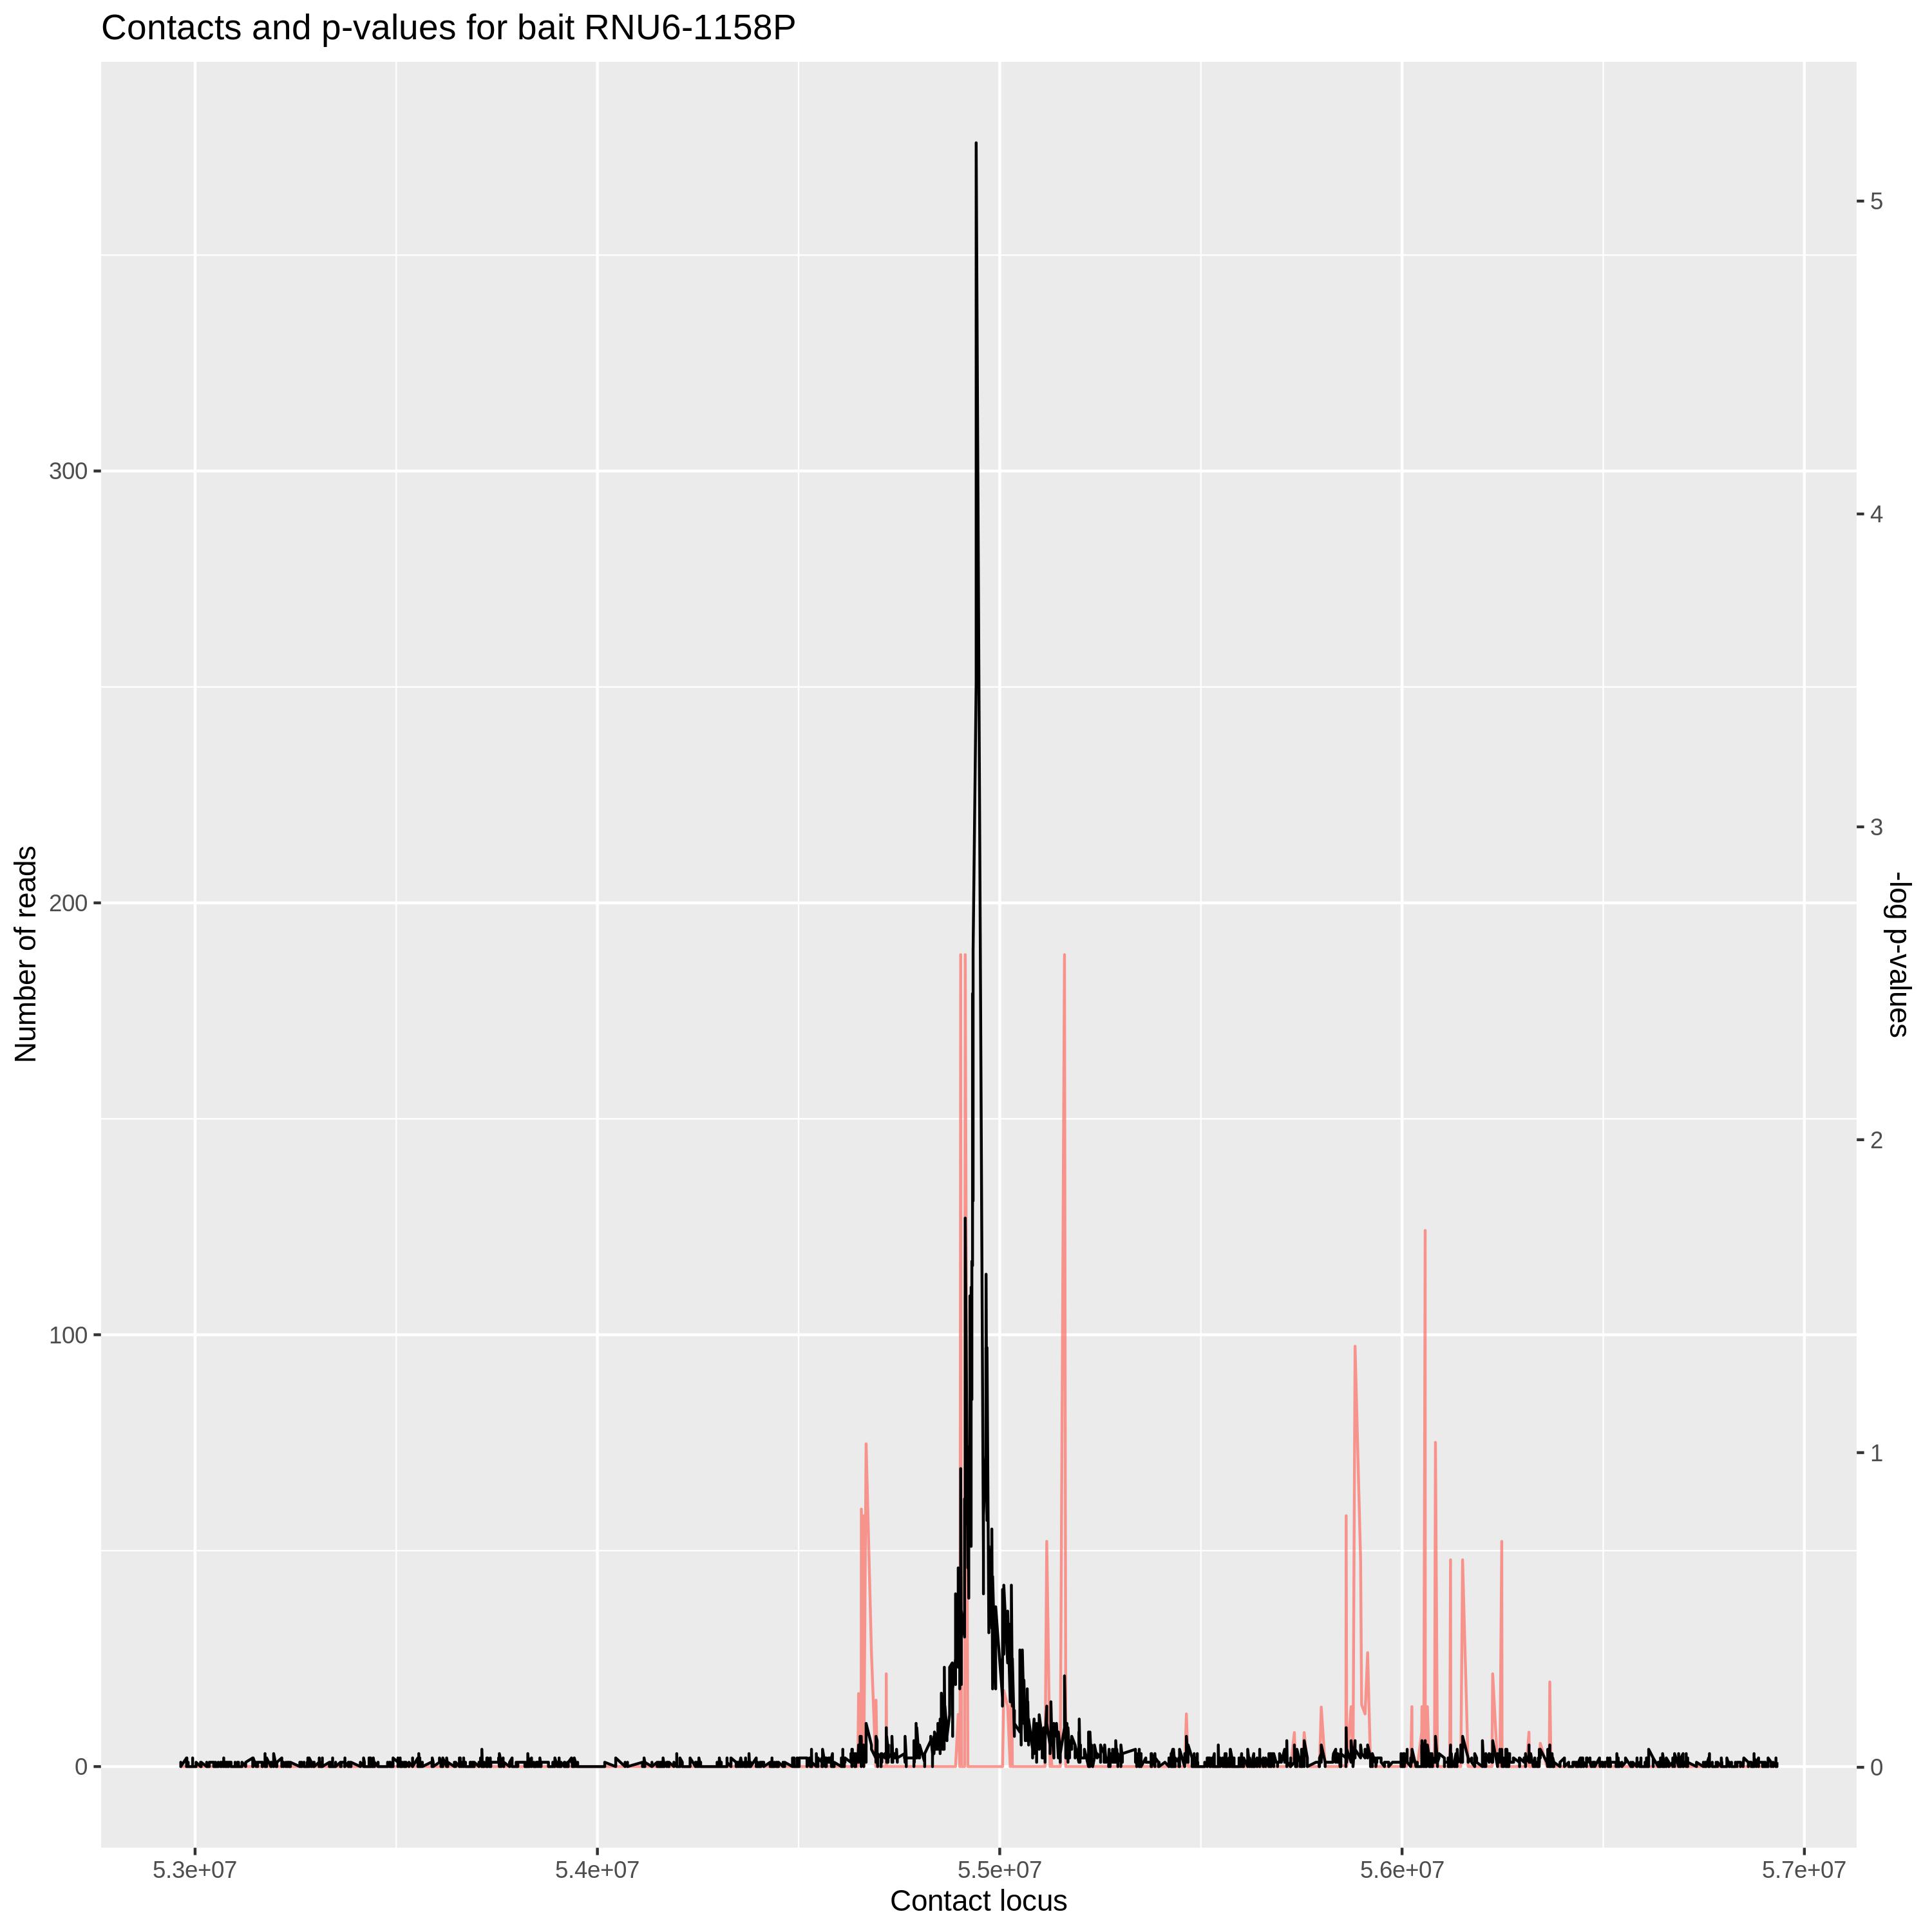 Contacts and p-values for bait RNU6-1158P
Number of reads
300
200
100
0
5
4
3
2
1
0
-log p-values
5.3e+07
5.4e+07
5.5e+07
5.6e+07
5.7e+07
Contact locus